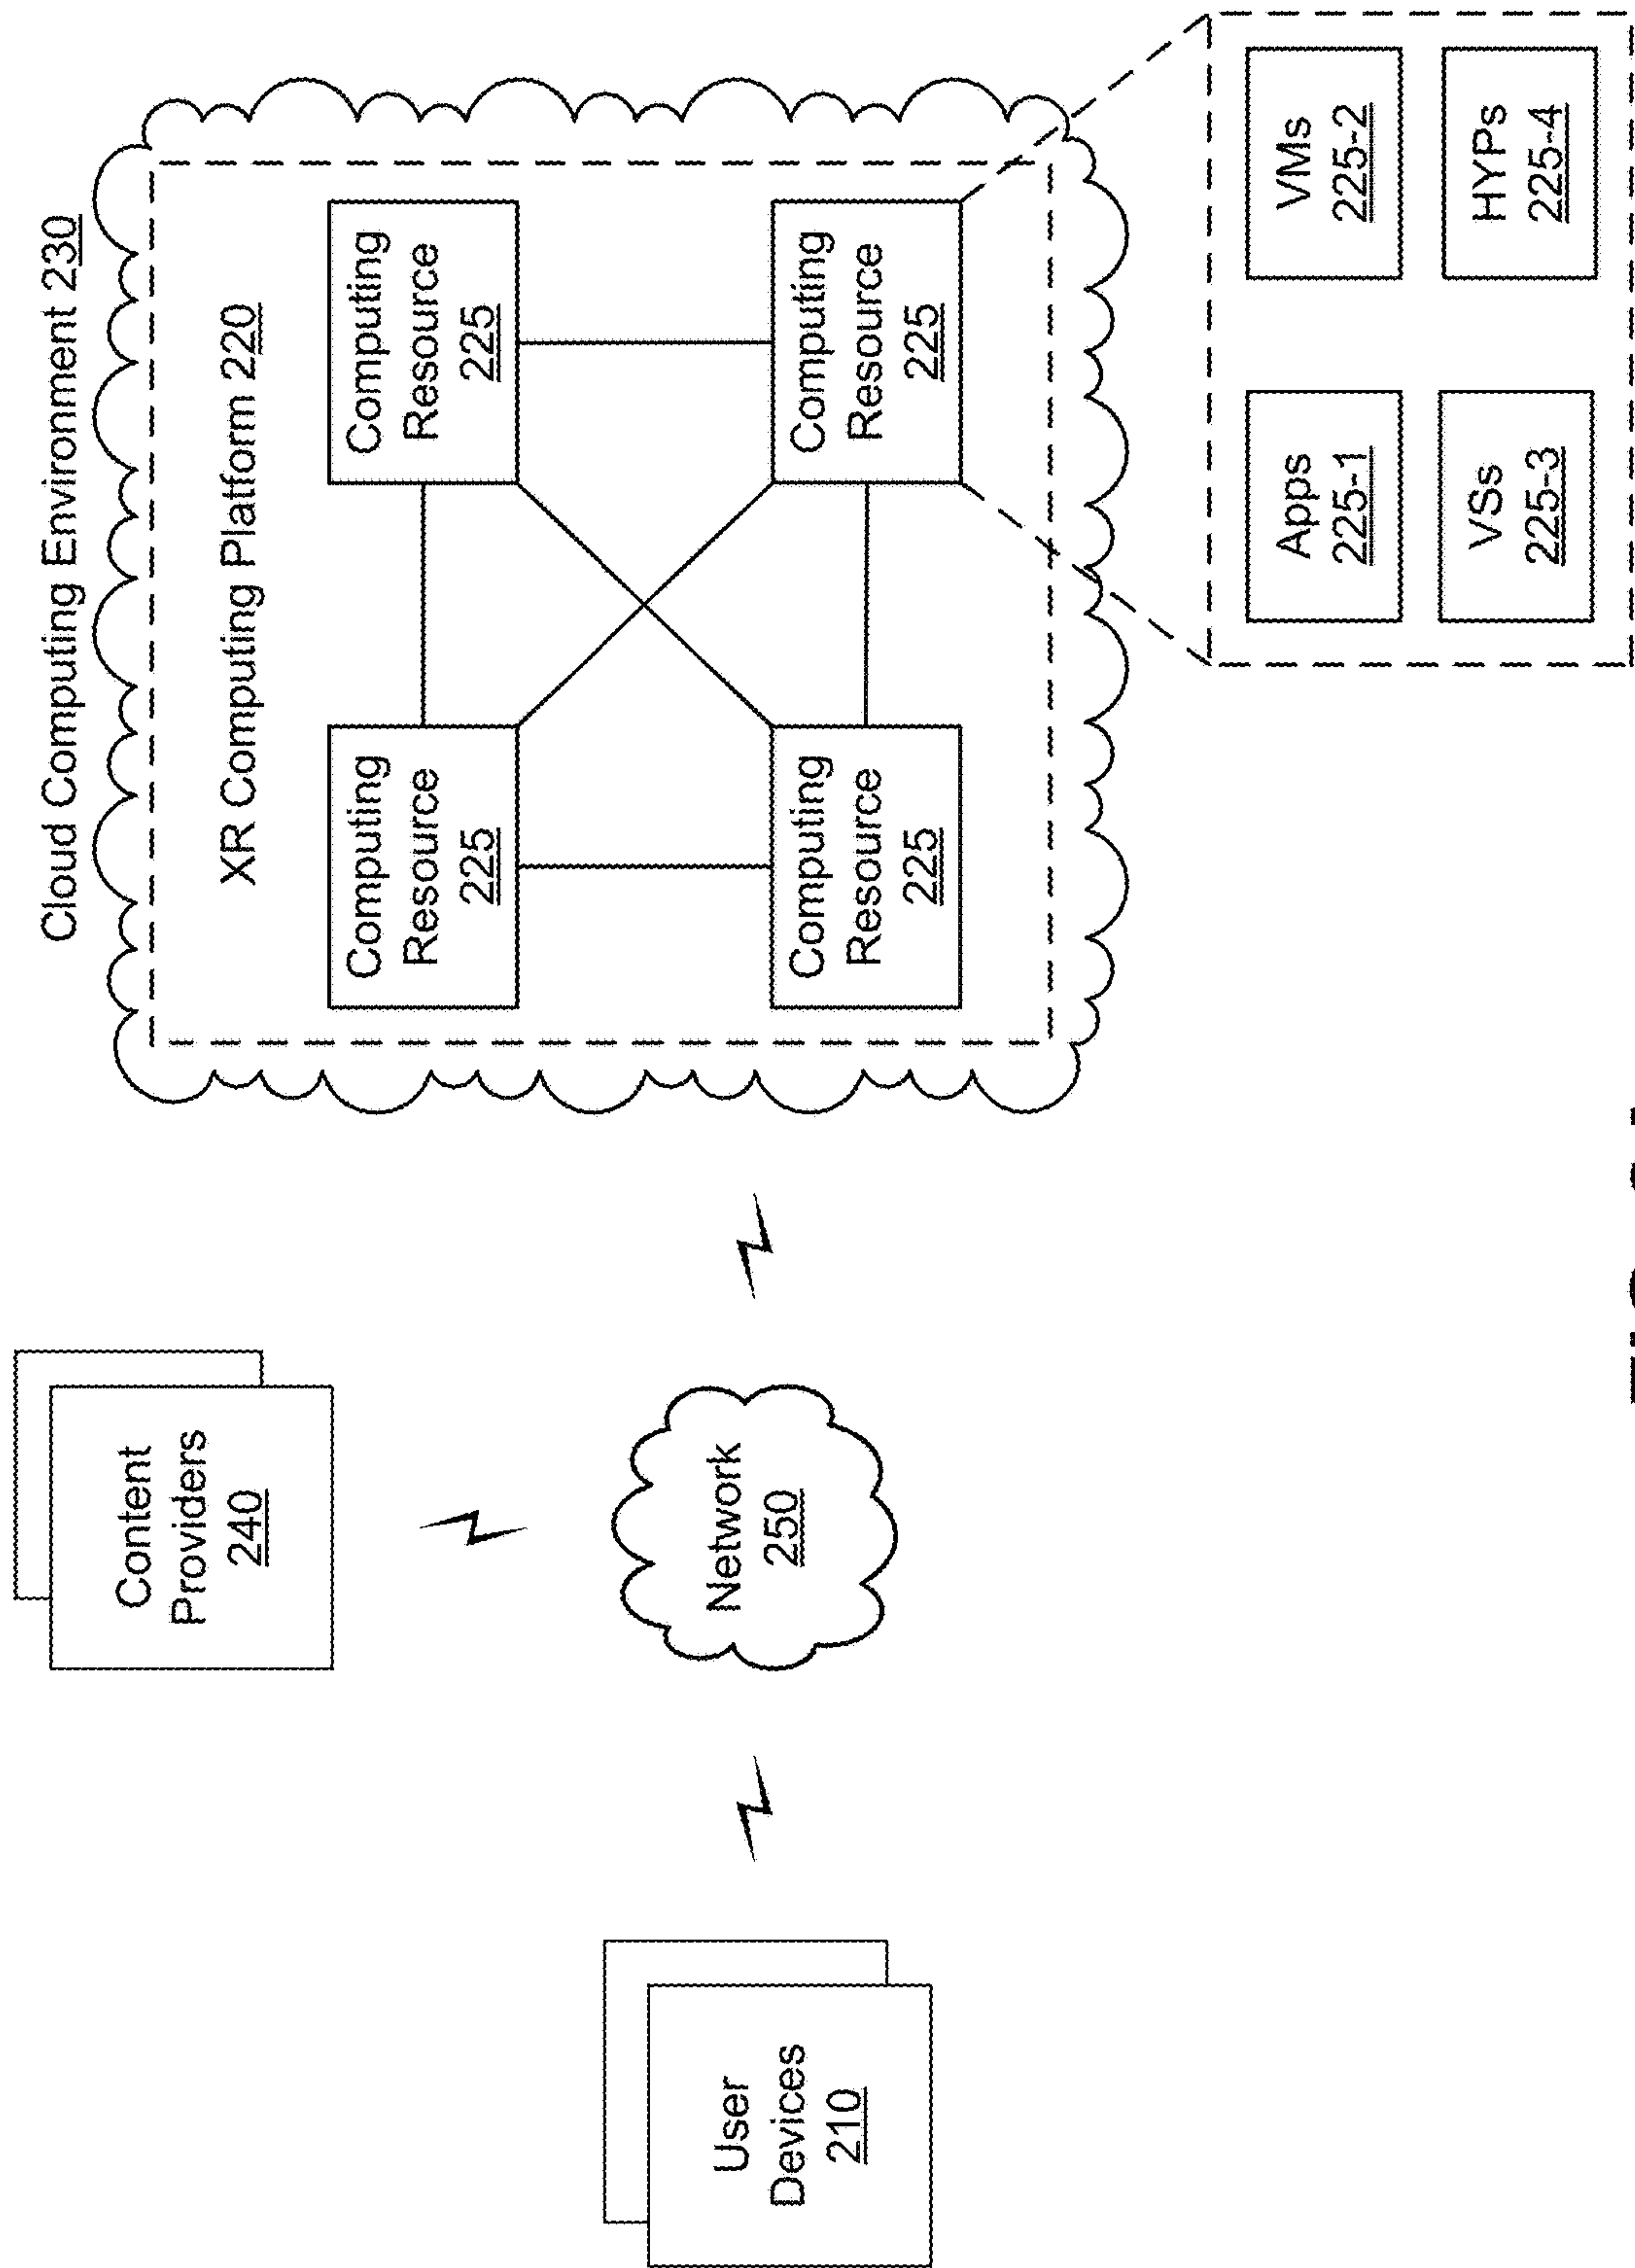 Cloud Computing Environment 230
XR Computing Platform 220
Computing
Resource
225
Computing
Resource
225
Computing
Resource
225
Computing
Resource
225
Content
Providers
240
Network
250
User
Devices
210
Apps
225-1
VMs
225-2
VSs
225-3
HYPs
225-4